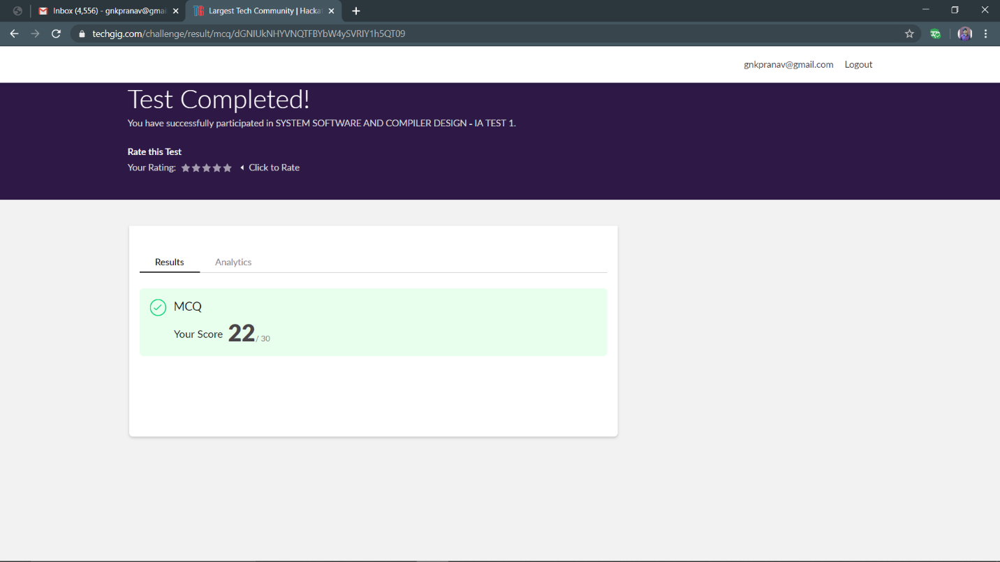 Inbox (4,556) - gnkpranav@gmai
Largest Tech Community | Hacka
techgig.com/challenge/result/mcq/dGNIUkNHYVNQTFBYbW4ySVRIY1h5QT09
gnkpranav@gmail.com Logout
Test Completed!
You have successfully participated in SYSTEM SOFTWARE AND COMPILER DESIGN - IA TEST 1.
Rate this Test
Your Rating: Click to Rate
Results Analytics
MCQ
Your Score 22 / 30